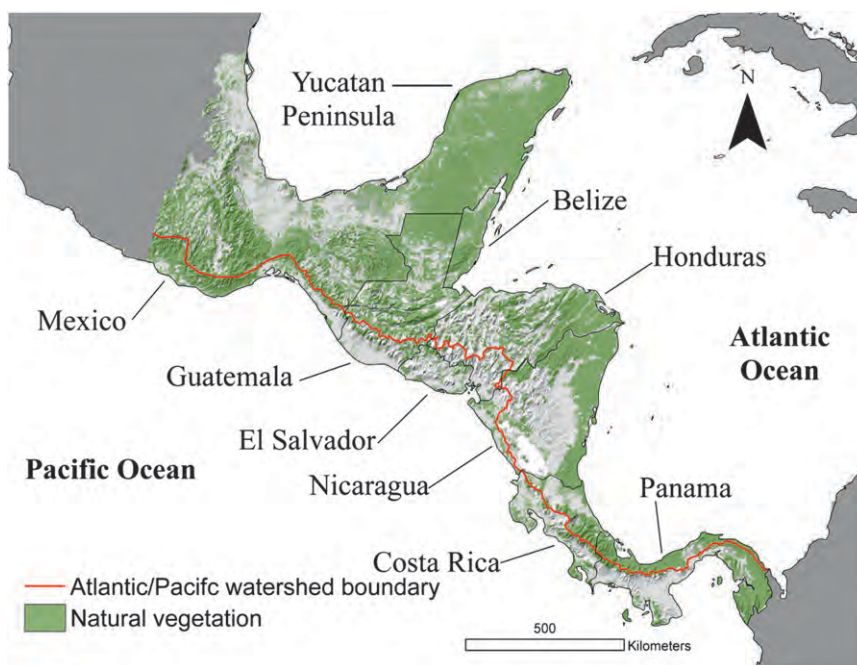 Yucatan
Peninsula
N
Belize
Honduras
Mexico
Atlantic
Ocean
Guatemala
El Salvador
Pacific Ocean
Nicaragua
Panama
Costa Rica
Atlantic/Pacifc watershed boundary
Natural vegetation
500
Kilometers